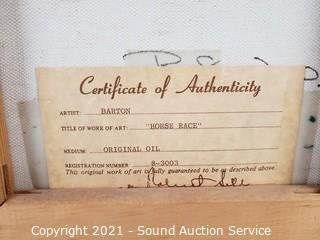 Certificate of Authenticity
ARTIST: BARTON
TITLE OF WORK OF ART: "HORSE RACE"
MEDIUM: ORIGINAL OIL
REGISTRATION NUMBER 8-3003
This original work of art is fully guaranteed to be as described above.
Copyright 2021 - Sound Auction Service